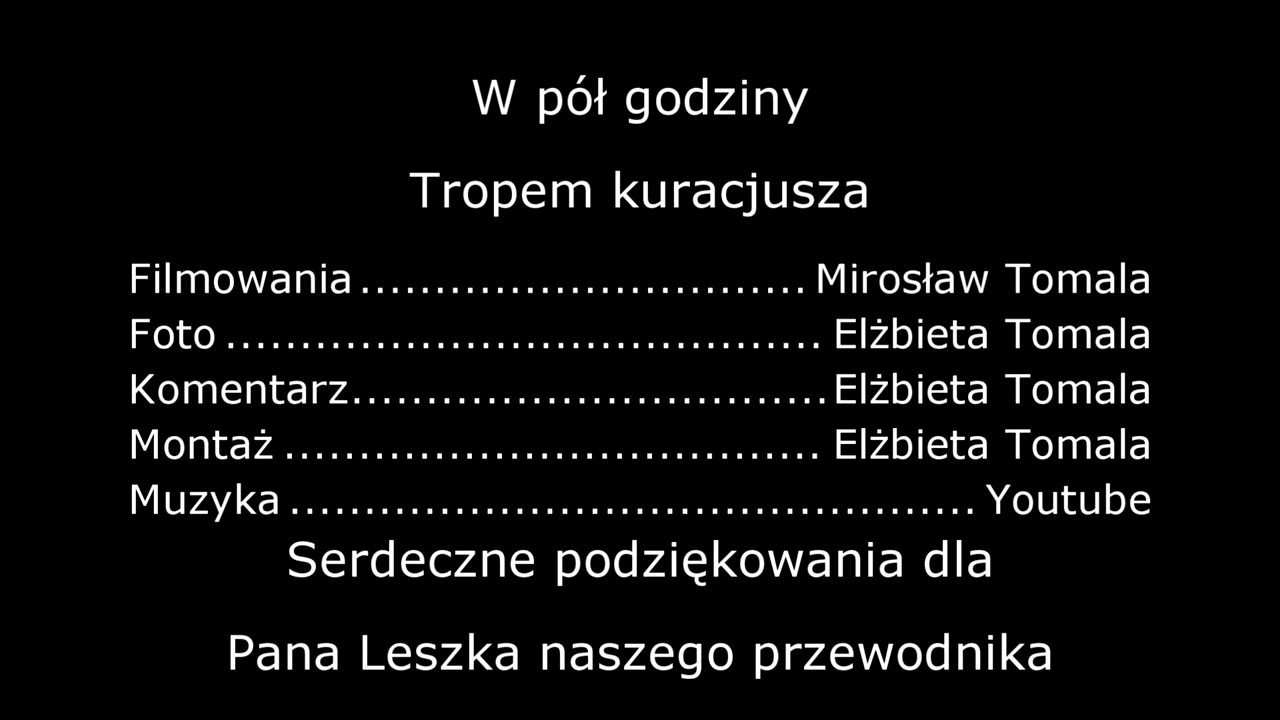 W pół godziny
Tropem kuracjusza
Filmowania.............................. Mirosław Tomala
Foto ........................................ Elżbieta Tomala
Komentarz................................Elżbieta Tomala
Montaż .................................... Elżbieta Tomala
Muzyka .............................................. Youtube
Serdeczne podziękowania dla
Pana Leszka naszego przewodnika